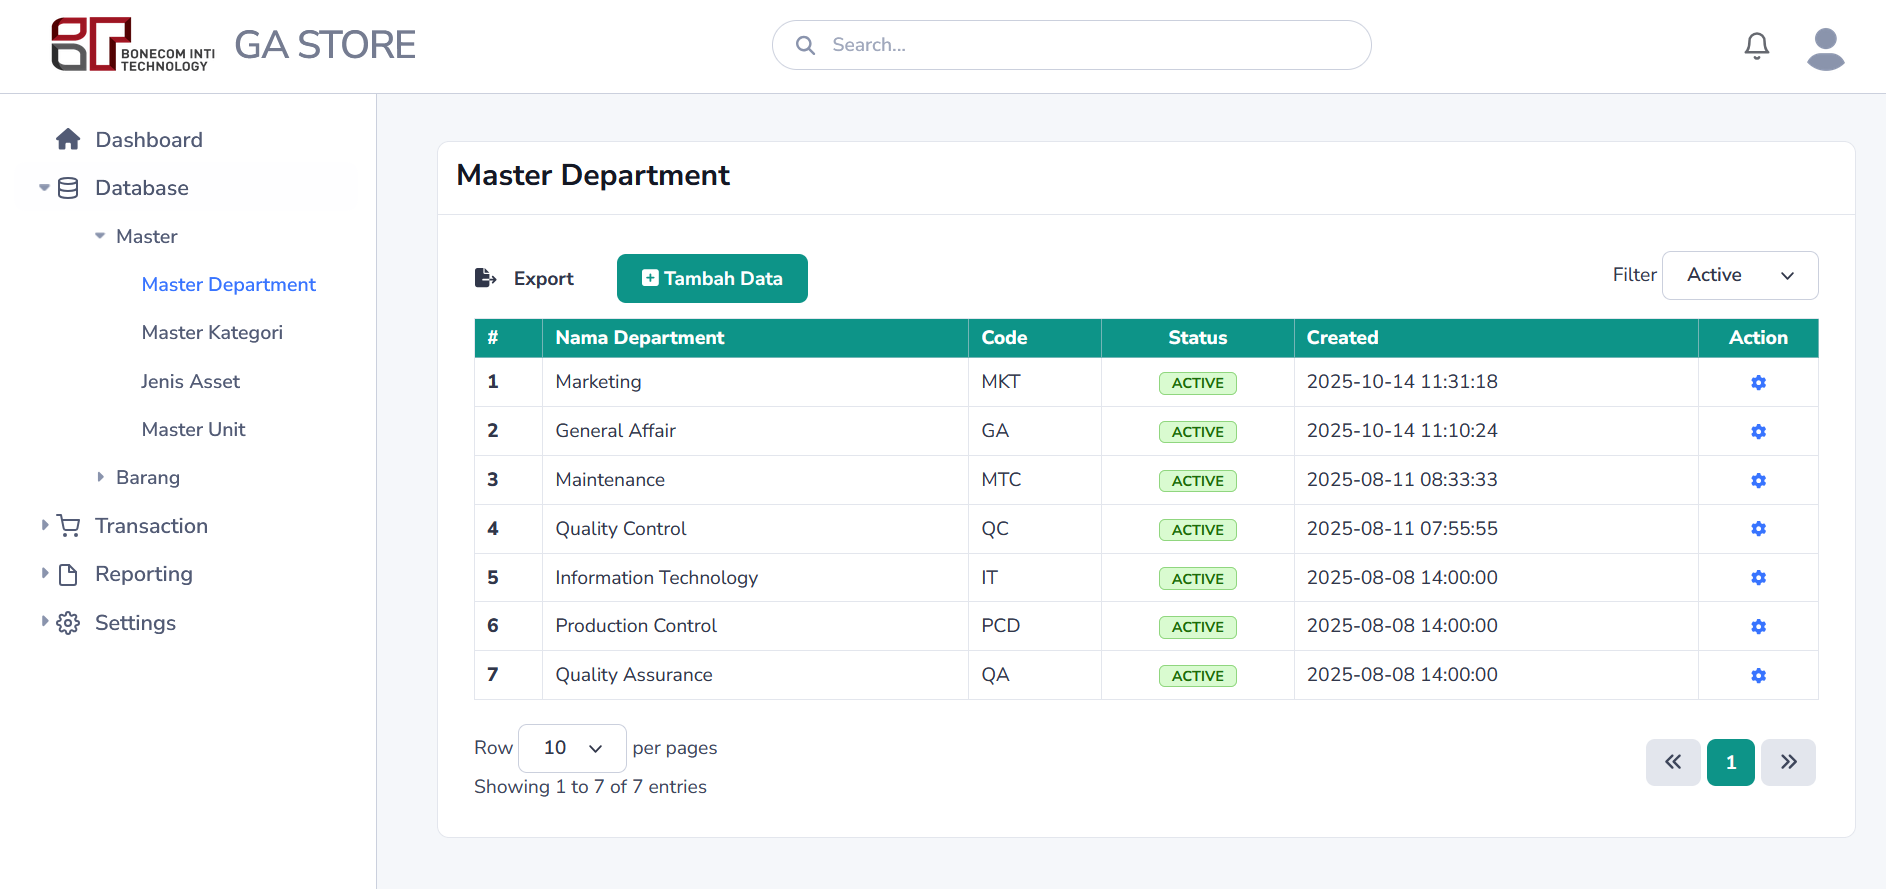 BONECOM INTI
TECHNOLOGY
GA STORE
Search...
Dashboard
Database
Master
Master Department
Master Kategori
Jenis Asset
Master Unit
Barang
Transaction
Reporting
Settings
Master Department
Export
Tambah Data
Filter Active
# Nama Department Code Status Created Action
1 Marketing MKT ACTIVE 2025-10-14 11:31:18
2 General Affair GA ACTIVE 2025-10-14 11:10:24
3 Maintenance MTC ACTIVE 2025-08-11 08:33:33
4 Quality Control QC ACTIVE 2025-08-11 07:55:55
5 Information Technology IT ACTIVE 2025-08-08 14:00:00
6 Production Control PCD ACTIVE 2025-08-08 14:00:00
7 Quality Assurance QA ACTIVE 2025-08-08 14:00:00
Row 10 per pages
Showing 1 to 7 of 7 entries
« 1 »